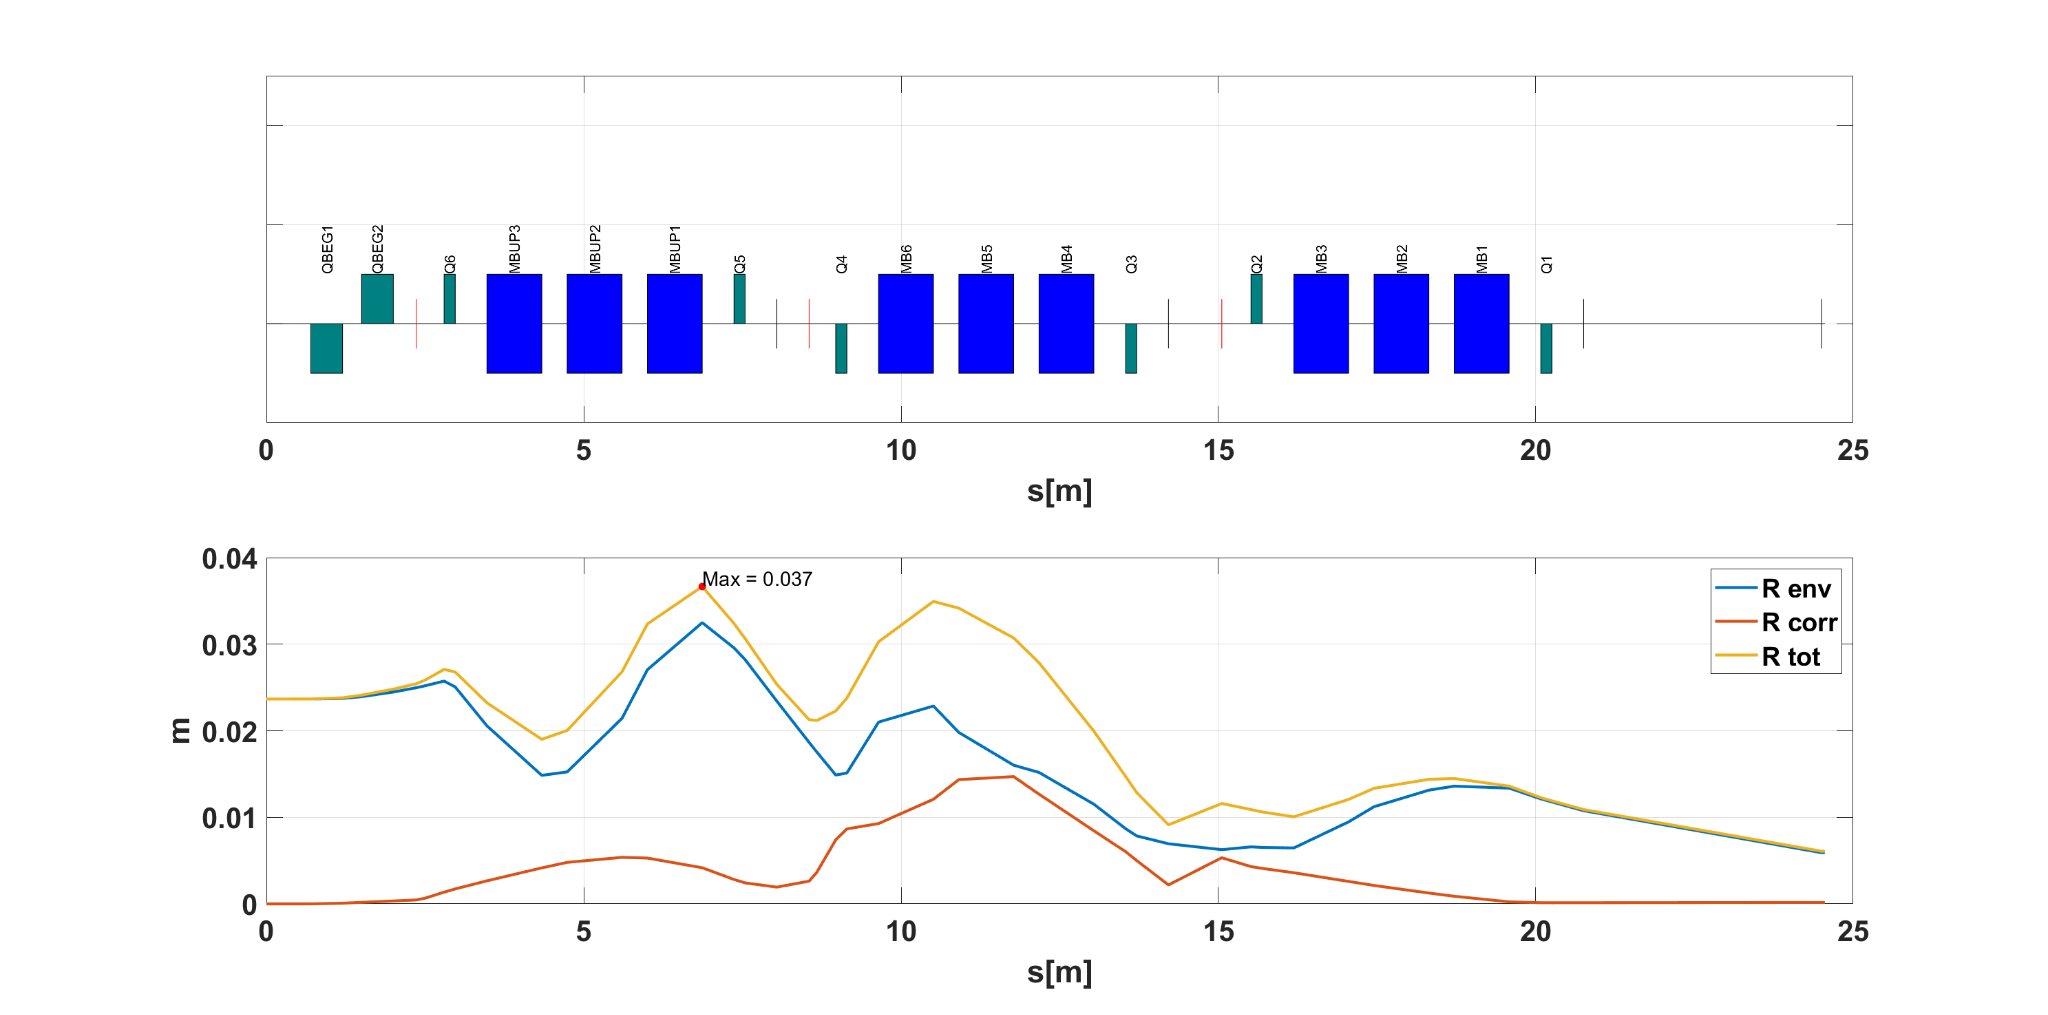 QBEG1
QBEG2
Q6
MBUP3
MBUP2
MBUP1
Q5
Q4
MB6
MB5
MB4
Q3
Q2
MB3
MB2
MB1
Q1
0 5 10 15 20 25
s[m]
0.04
0.03
0.02
0.01
0
m
Max = 0.037
R env
R corr
R tot
0 5 10 15 20 25
s[m]